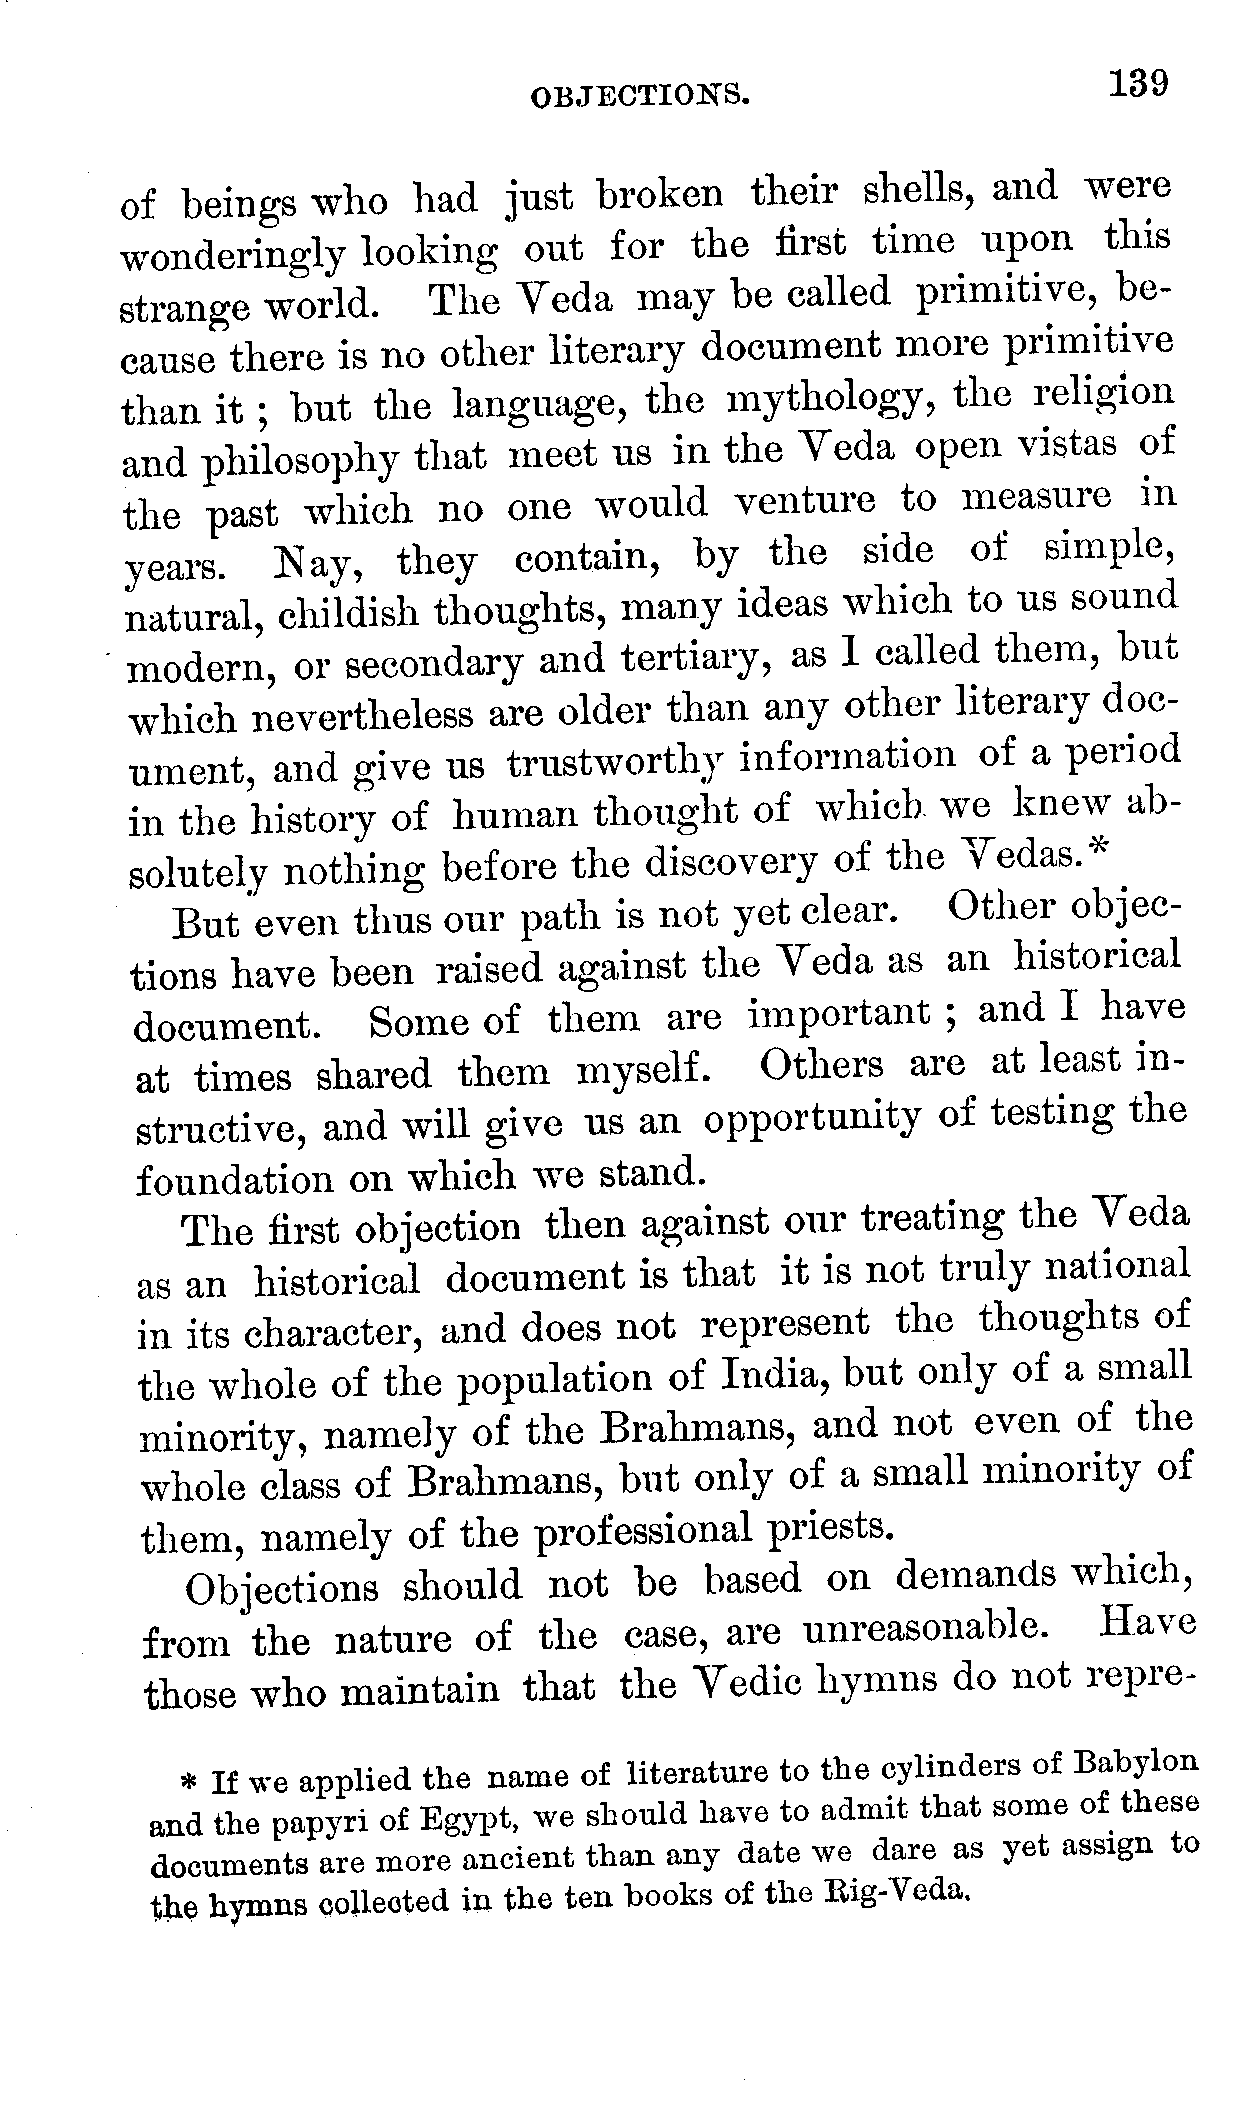 OBJECTIONS. 139
of beings who had just broken their shells, and were
wonderingly looking out for the first time upon this
strange world. The Veda may be called primitive, be-
cause there is no other literary document more primitive
than it ; but the language, the mythology, the religion
and philosophy that meet us in the Veda open vistas of
the past which no one would venture to measure in
years. Nay, they contain, by the side of simple,
natural, childish thoughts, many ideas which to us sound
modern, or secondary and tertiary, as I called them, but
which nevertheless are older than any other literary doc-
ument, and give us trustworthy information of a period
in the history of human thought of which we knew ab-
solutely nothing before the discovery of the Vedas.*
But even thus our path is not yet clear. Other objec-
tions have been raised against the Veda as an historical
document. Some of them are important ; and I have
at times shared them myself. Others are at least in-
structive, and will give us an opportunity of testing the
foundation on which we stand.
The first objection then against our treating the Veda
as an historical document is that it is not truly national
in its character, and does not represent the thoughts of
the whole of the population of India, but only of a small
minority, namely of the Brahmans, and not even of the
whole class of Brahmans, but only of a small minority of
them, namely of the professional priests.
Objections should not be based on demands which,
from the nature of the case, are unreasonable. Have
those who maintain that the Vedic hymns do not repre-
* If we applied the name of literature to the cylinders of Babylon
and the papyri of Egypt, we should have to admit that some of these
documents are more ancient than any date we dare as yet assign to
the hymns collected in the ten books of the Rig-Veda.